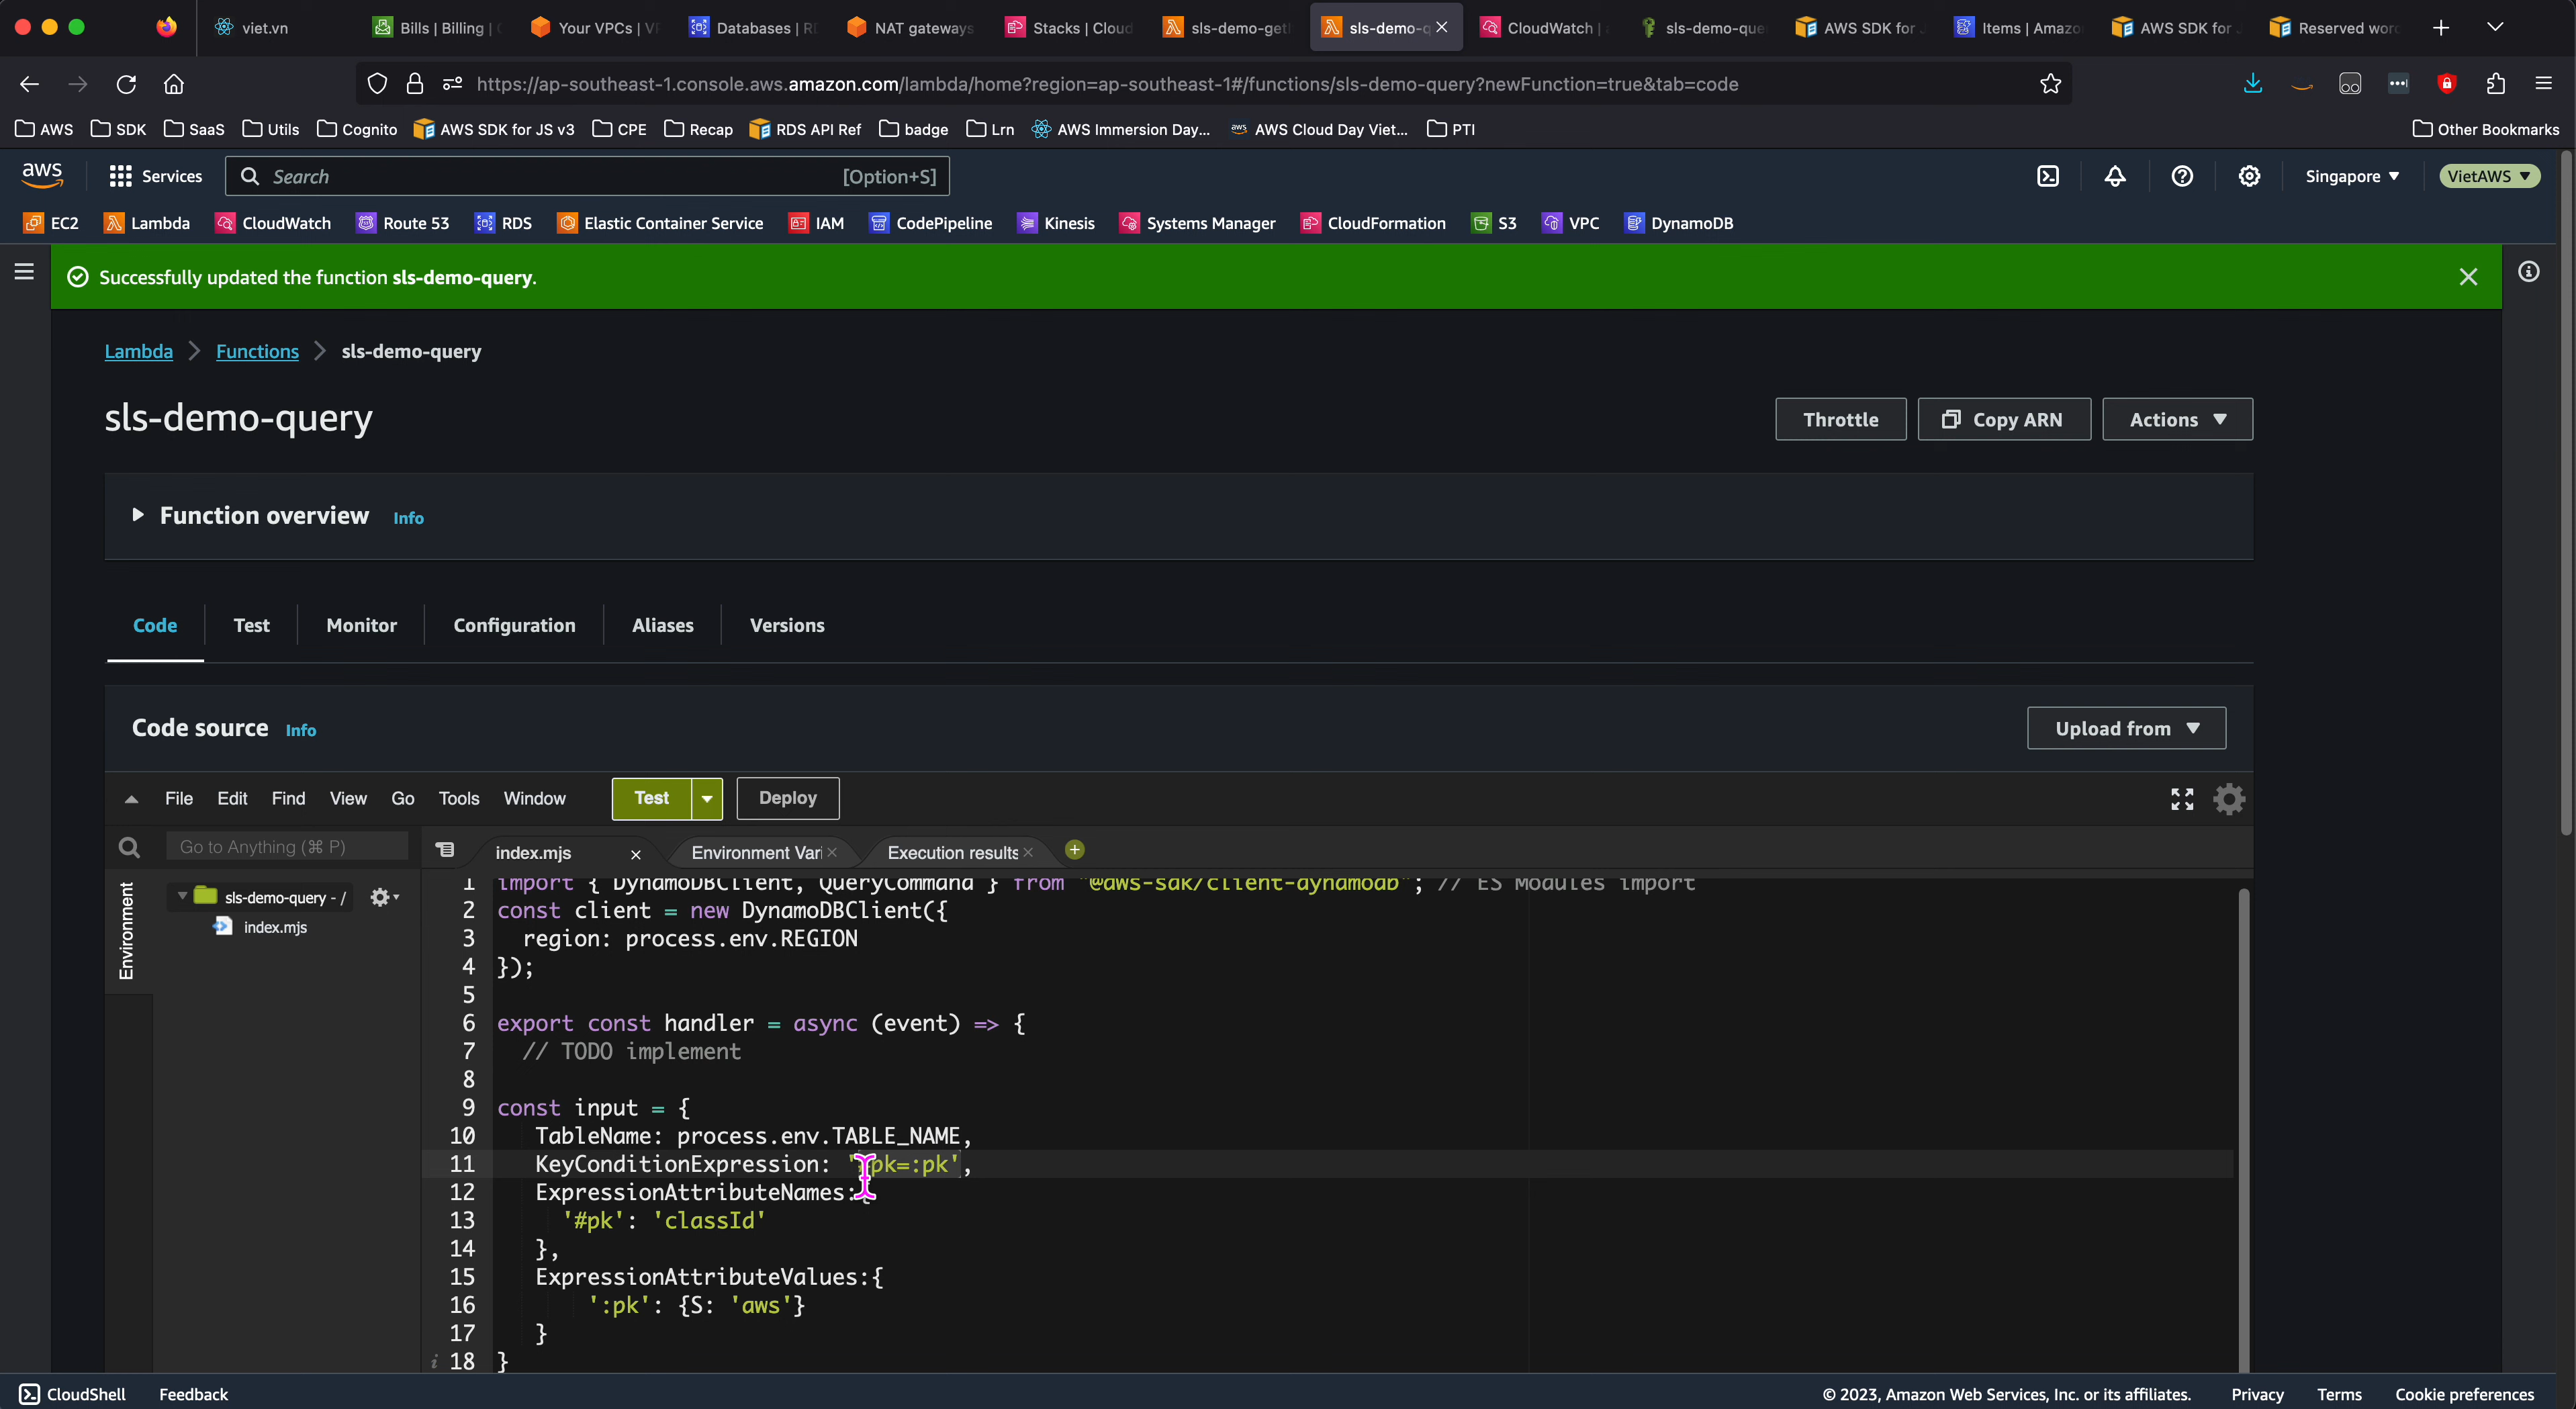 viet.vn
Bills | Billing |
Your VPCs | V
Databases | R
NAT gateways
Stacks | Cloud
sls-demo-get
sls-demo-q
CloudWatch |
sls-demo-que
AWS SDK for
Items | Amazo
AWS SDK for
Reserved wor
https://ap-southeast-1.console.aws.amazon.com/lambda/home?region=ap-southeast-1#/functions/sls-demo-query?newFunction=true&tab=code
AWS
SDK
SaaS
Utils
Cognito
AWS SDK for JS v3
CPE
Recap
RDS API Ref
badge
Lrn
AWS Immersion Day...
aws
AWS Cloud Day Viet...
PTI
Other Bookmarks
aws
Services
Search
[Option+S]
Singapore
VietAWS
EC2
Lambda
CloudWatch
Route 53
RDS
Elastic Container Service
IAM
CodePipeline
Kinesis
Systems Manager
CloudFormation
S3
VPC
DynamoDB
Successfully updated the function sls-demo-query.
Lambda
Functions
sls-demo-query
sls-demo-query
Throttle
Copy ARN
Actions
Function overview Info
Code
Test
Monitor
Configuration
Aliases
Versions
Code source Info
Upload from
File
Edit
Find
View
Go
Tools
Window
Test
Deploy
Go to Anything (⌘ P)
index.mjs
Environment Vari
Execution results
Environment
sls-demo-query - /
index.mjs
1 import { DynamoDBClient, QueryCommand } from "@aws-sdk/client-dynamodb"; // ES Modules import
2 const client = new DynamoDBClient({
3 region: process.env.REGION
4 });
5
6 export const handler = async (event) => {
7 // TODO implement
8
9 const input = {
10 TableName: process.env.TABLE_NAME,
11 KeyConditionExpression: '#pk=:pk',
12 ExpressionAttributeNames:{
13 '#pk': 'classId'
14 },
15 ExpressionAttributeValues:{
16 ':pk': {S: 'aws'}
17 }
i 18 }
CloudShell
Feedback
© 2023, Amazon Web Services, Inc. or its affiliates.
Privacy
Terms
Cookie preferences